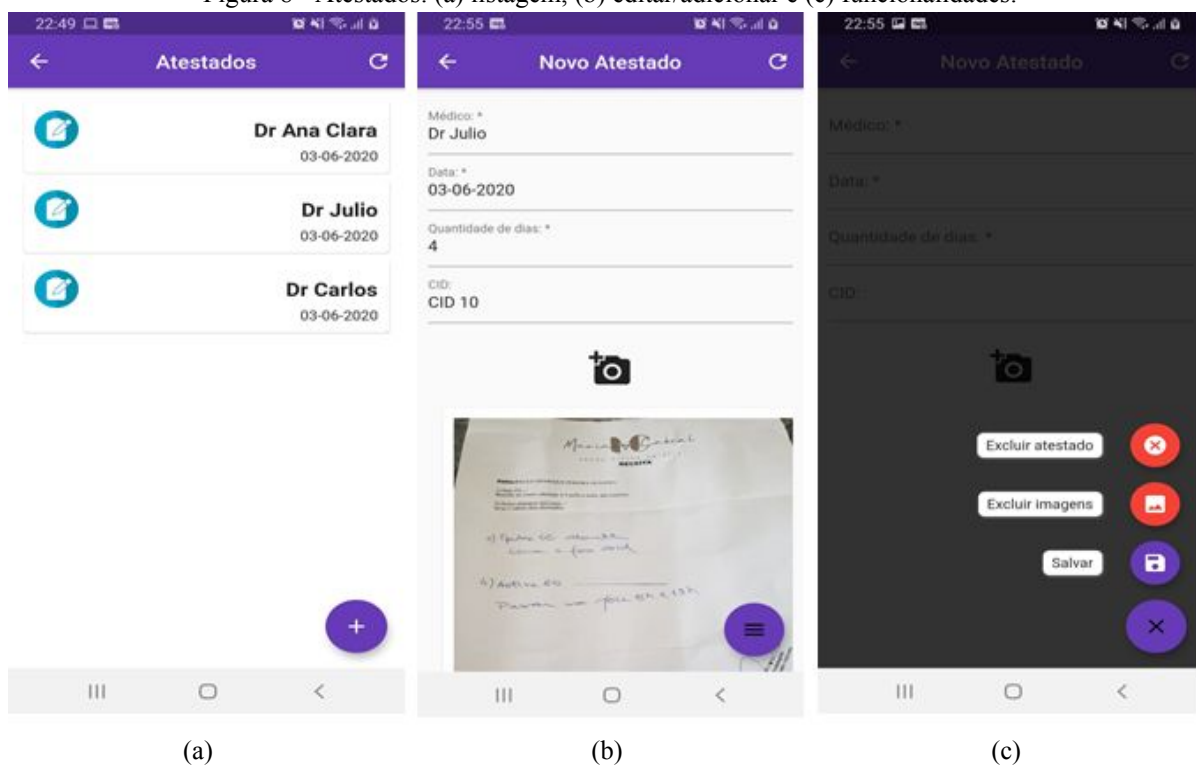 Figura 6 - Atestados: (a) listagem, (b) editar/adicionar e (c) funcionalidades.
22:49
Atestados
Dr Ana Clara
03-06-2020
Dr Julio
03-06-2020
Dr Carlos
03-06-2020
+
(a)
22:55
Novo Atestado
Médico: *
Dr Julio
Data: *
03-06-2020
Quantidade de dias: *
4
CID:
CID 10
RECEITA
(b)
22:55
Novo Atestado
Médico: *
Data: *
Quantidade de dias: *
CID:
Excluir atestado
Excluir imagens
Salvar
(c)